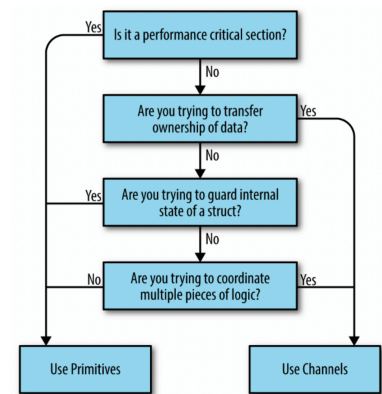 Yes
Is it a performance critical section?
No
Are you trying to transfer
ownership of data?
Yes
No
Yes
Are you trying to guard internal
state of a struct?
No
No
Are you trying to coordinate
multiple pieces of logic?
Yes
Use Primitives
Use Channels